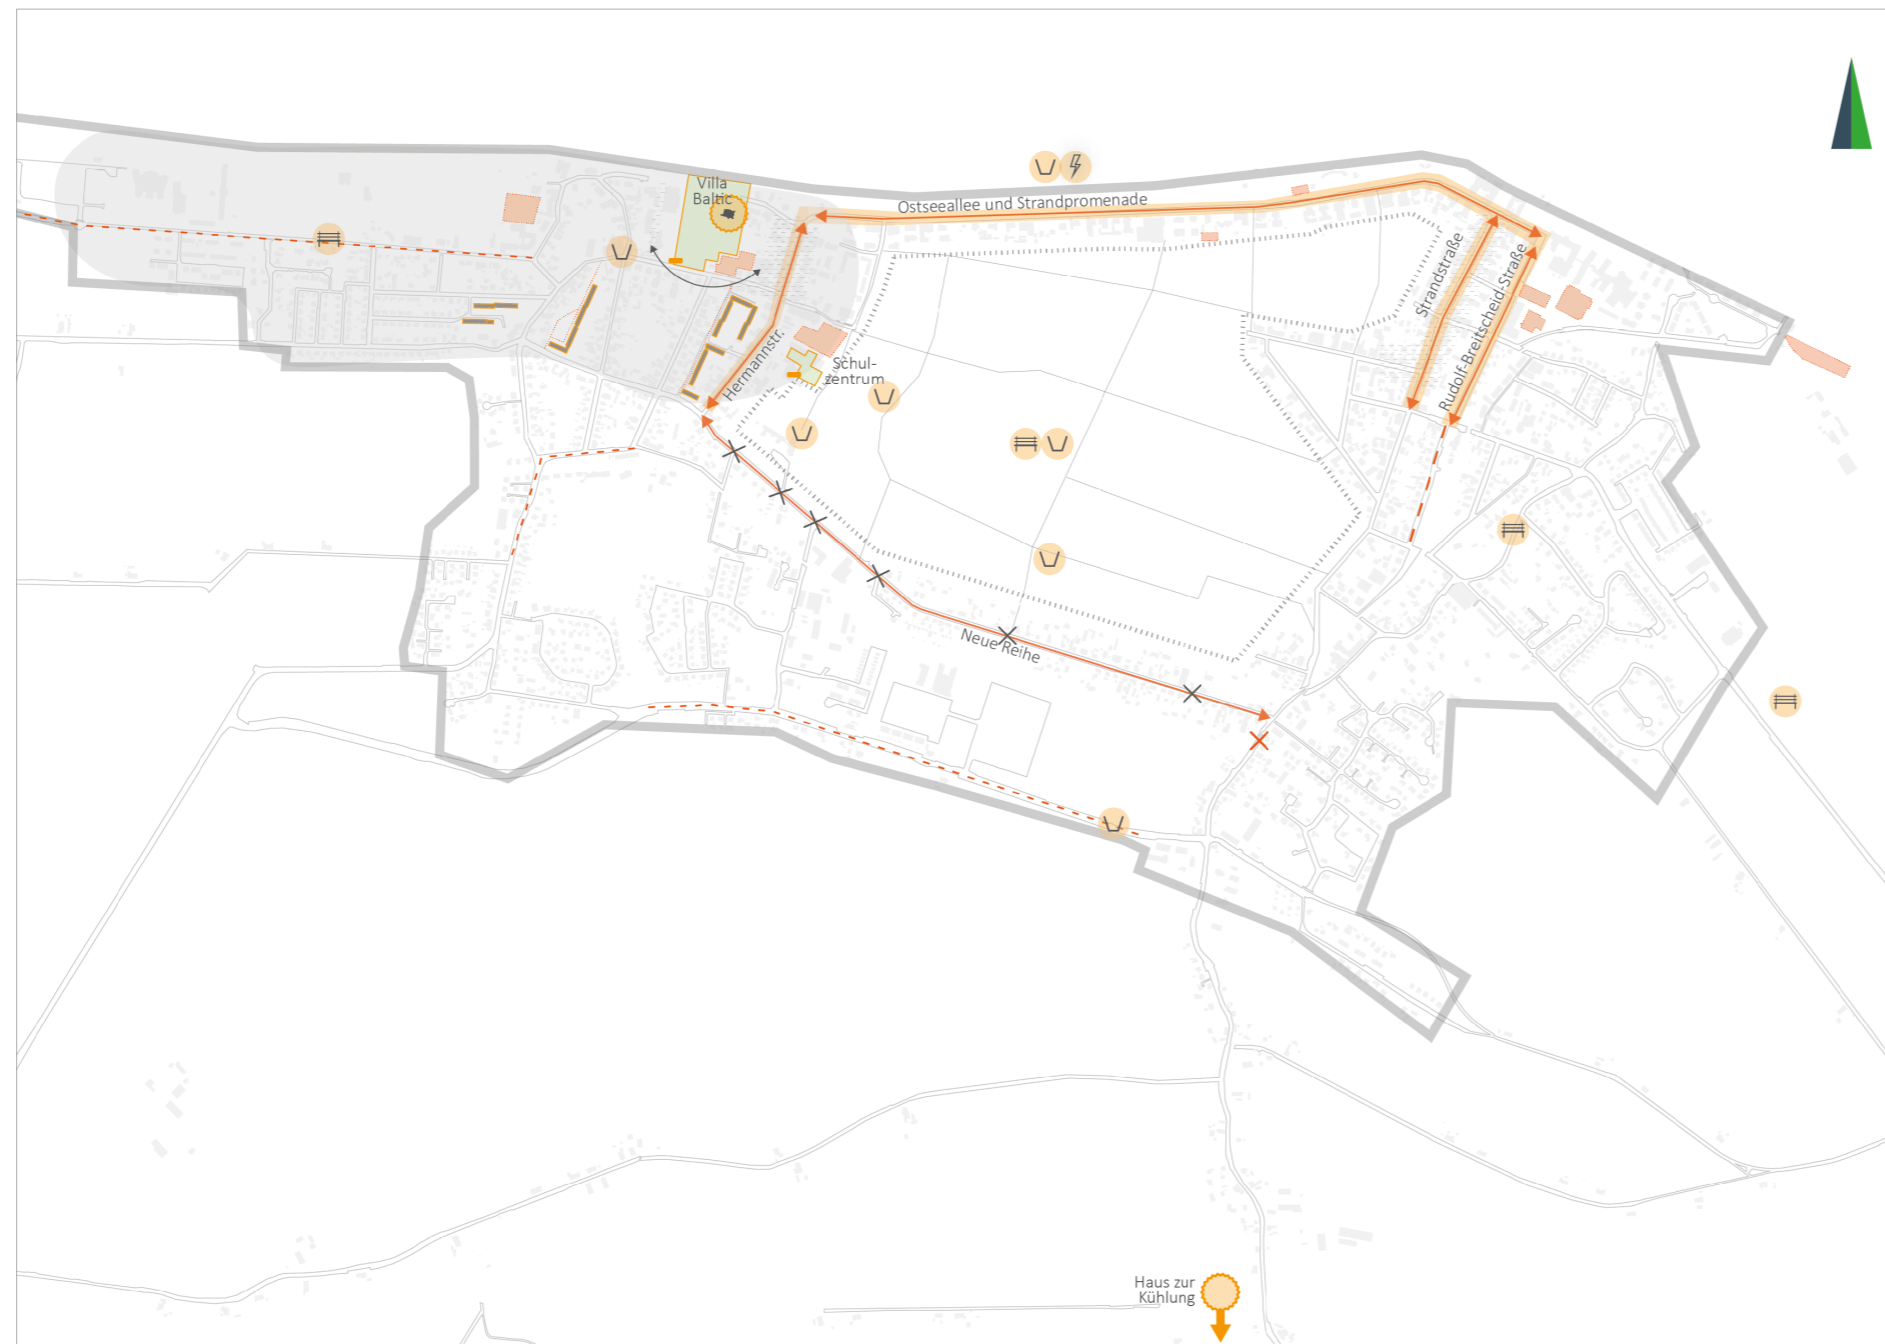 Villa
Baltic
Ostseeallee und Strandpromenade
Strandstraße
Rudolf-Breitscheid-Straße
Hermannstr.
Schul-
zentrum
Neue Reihe
Haus zur
Kühlung